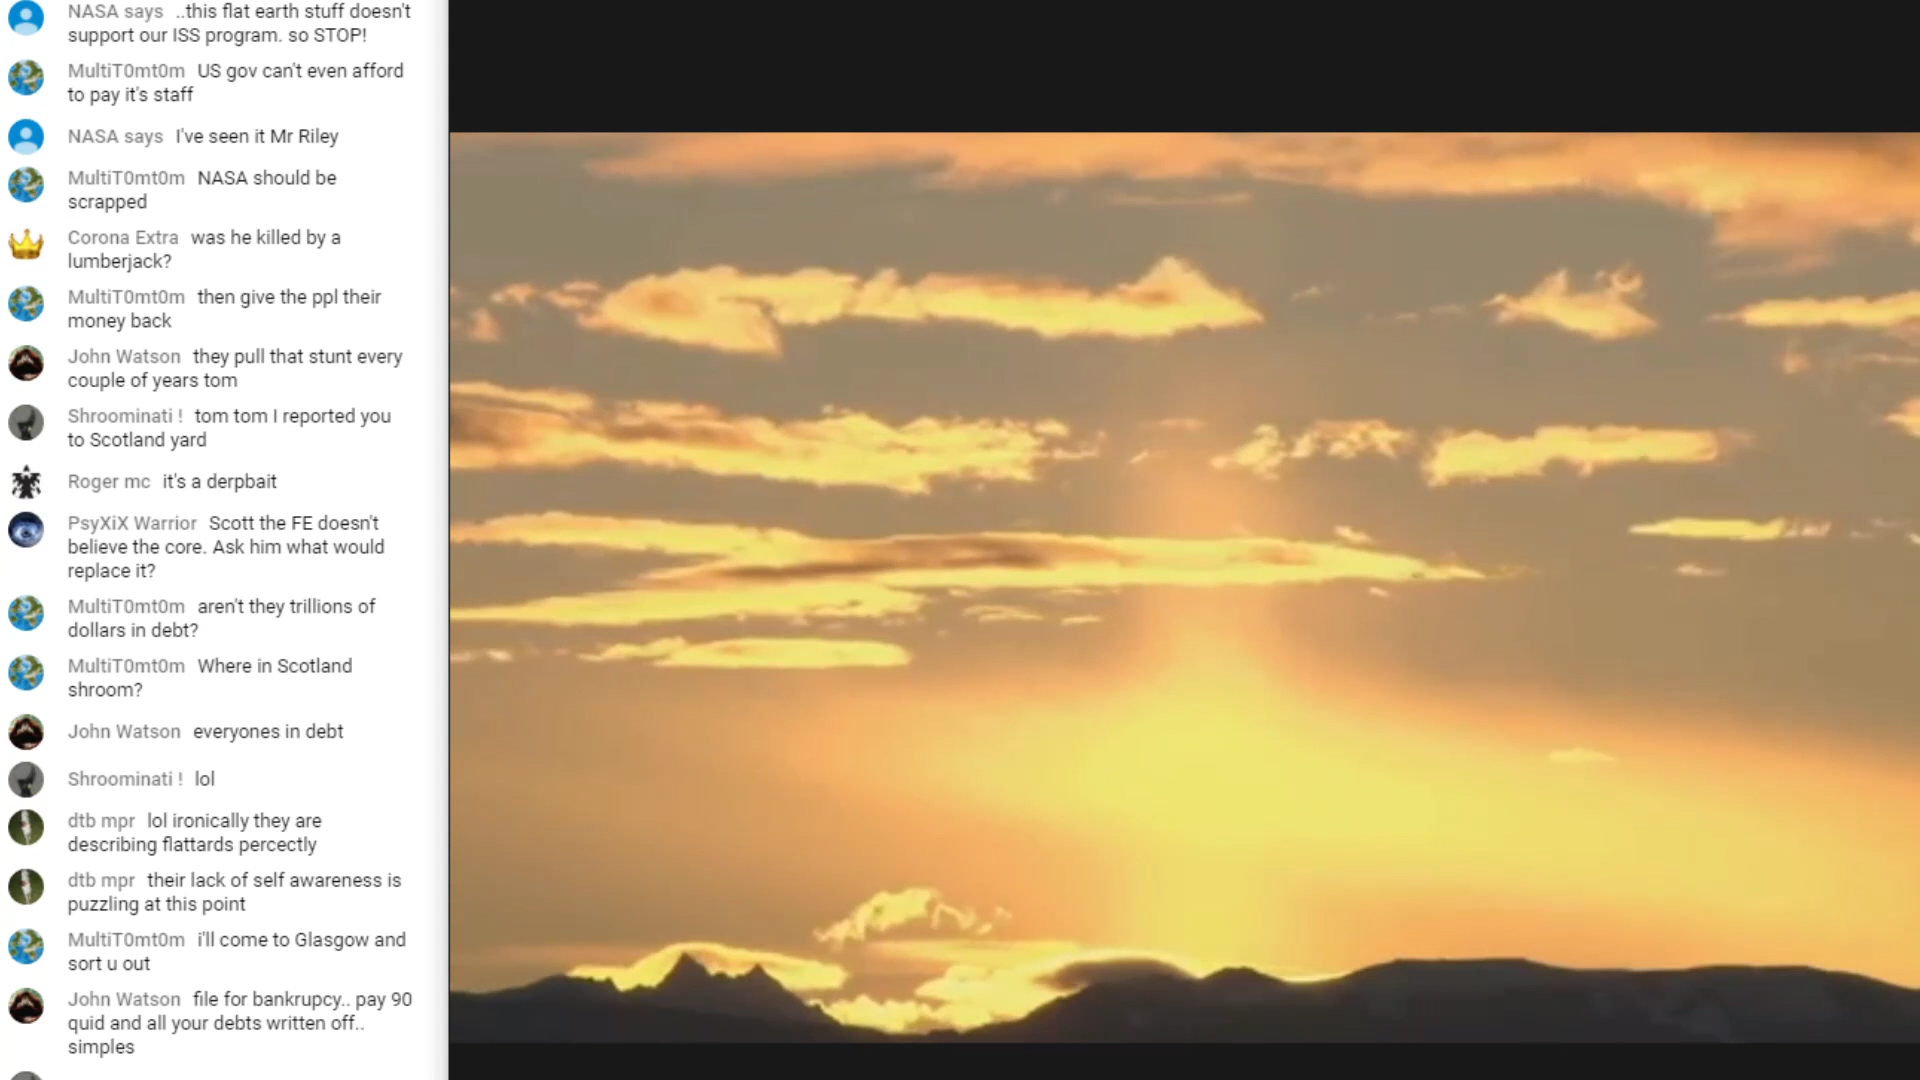 NASA says ..this flat earth stuff doesn't
support our ISS program. so STOP!
MultiT0mt0m US gov can't even afford
to pay it's staff
NASA says I've seen it Mr Riley
MultiT0mt0m NASA should be
scrapped
Corona Extra was he killed by a
lumberjack?
MultiT0mt0m then give the ppl their
money back
John Watson they pull that stunt every
couple of years tom
Shroominati ! tom tom I reported you
to Scotland yard
Roger mc it's a derpbait
PsyXiX Warrior Scott the FE doesn't
believe the core. Ask him what would
replace it?
MultiT0mt0m aren't they trillions of
dollars in debt?
MultiT0mt0m Where in Scotland
shroom?
John Watson everyones in debt
Shroominati ! lol
dtb mpr lol ironically they are
describing flattards percectly
dtb mpr their lack of self awareness is
puzzling at this point
MultiT0mt0m i'll come to Glasgow and
sort u out
John Watson file for bankrupcy.. pay 90
quid and all your debts written off..
simples